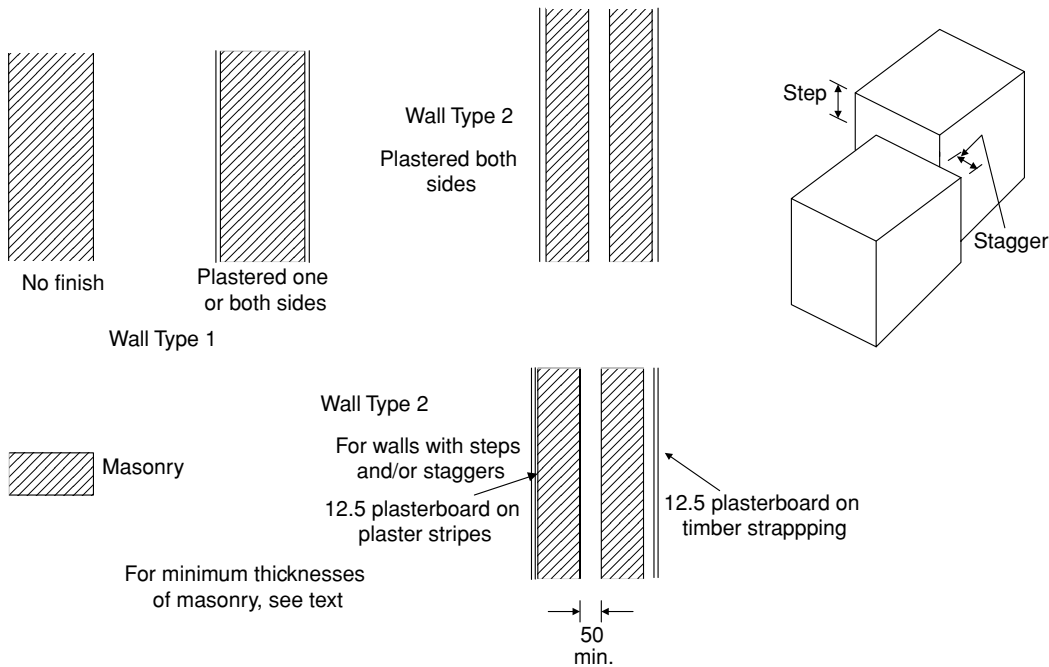 No finish
Plastered one
or both sides
Wall Type 1
Wall Type 2
Plastered both
sides
Step
Stagger
Masonry
For minimum thicknesses
of masonry, see text
Wall Type 2
For walls with steps
and/or staggers
12.5 plasterboard on
plaster stripes
12.5 plasterboard on
timber strappping
50
min.